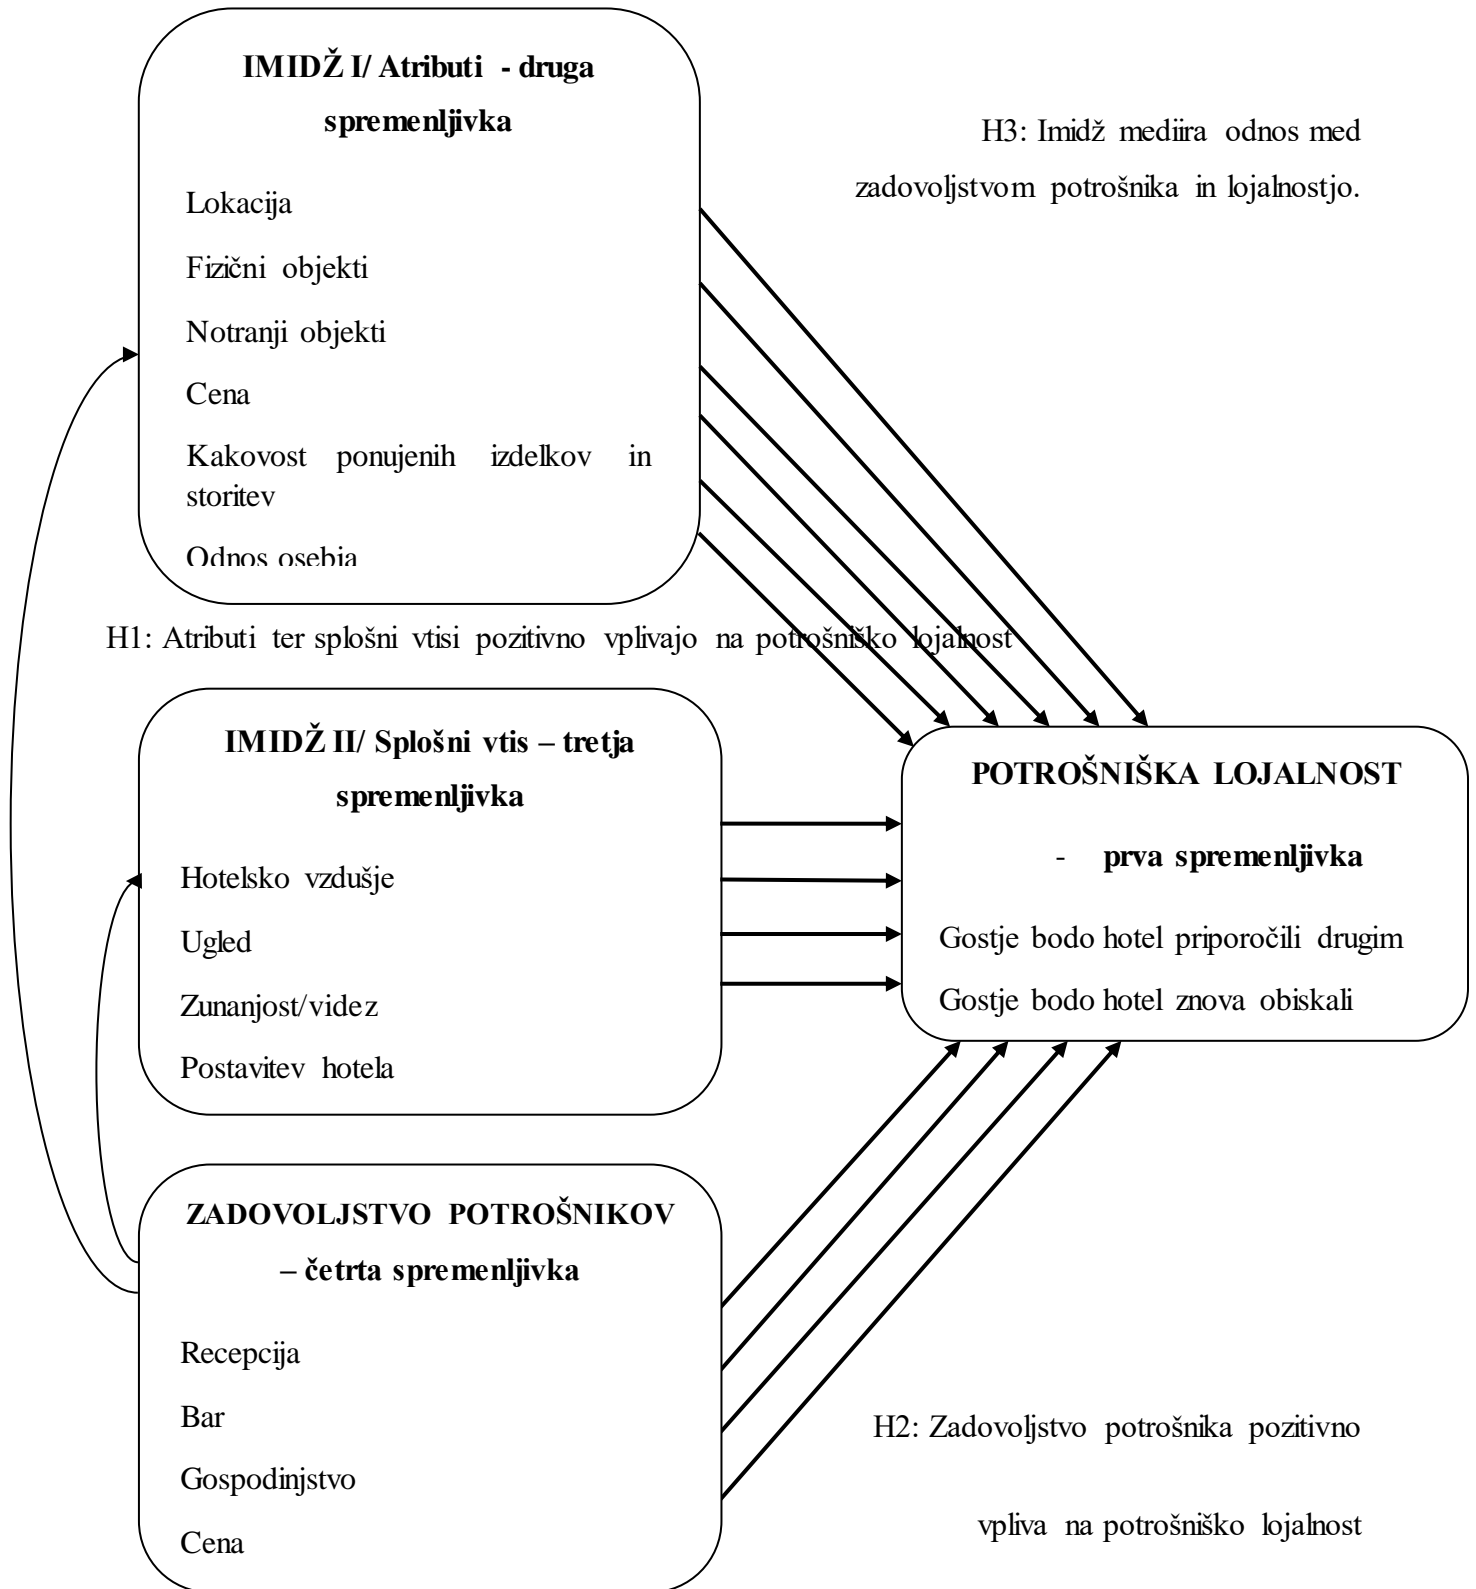 IMIDŽ I/ Atributi - druga
spremenljivka
Lokacija
Fizični objekti
Notranji objekti
Cena
Kakovost ponujenih izdelkov in
storitev
Odnos osebja
H3: Imidž mediira odnos med
zadovoljstvom potrošnika in lojalnostjo.
H1: Atributi ter splošni vtisi pozitivno vplivajo na potrošniško lojalnost
IMIDŽ II/ Splošni vtis – tretja
spremenljivka
Hotelsko vzdušje
Ugled
Zunanjost/videz
Postavitev hotela
POTROŠNIŠKA LOJALNOST
- prva spremenljivka
Gostje bodo hotel priporočili drugim
Gostje bodo hotel znova obiskali
ZADOVOLJSTVO POTROŠNIKOV
– četrta spremenljivka
Recepcija
Bar
Gospodinjstvo
Cena
H2: Zadovoljstvo potrošnika pozitivno
vpliva na potrošniško lojalnost